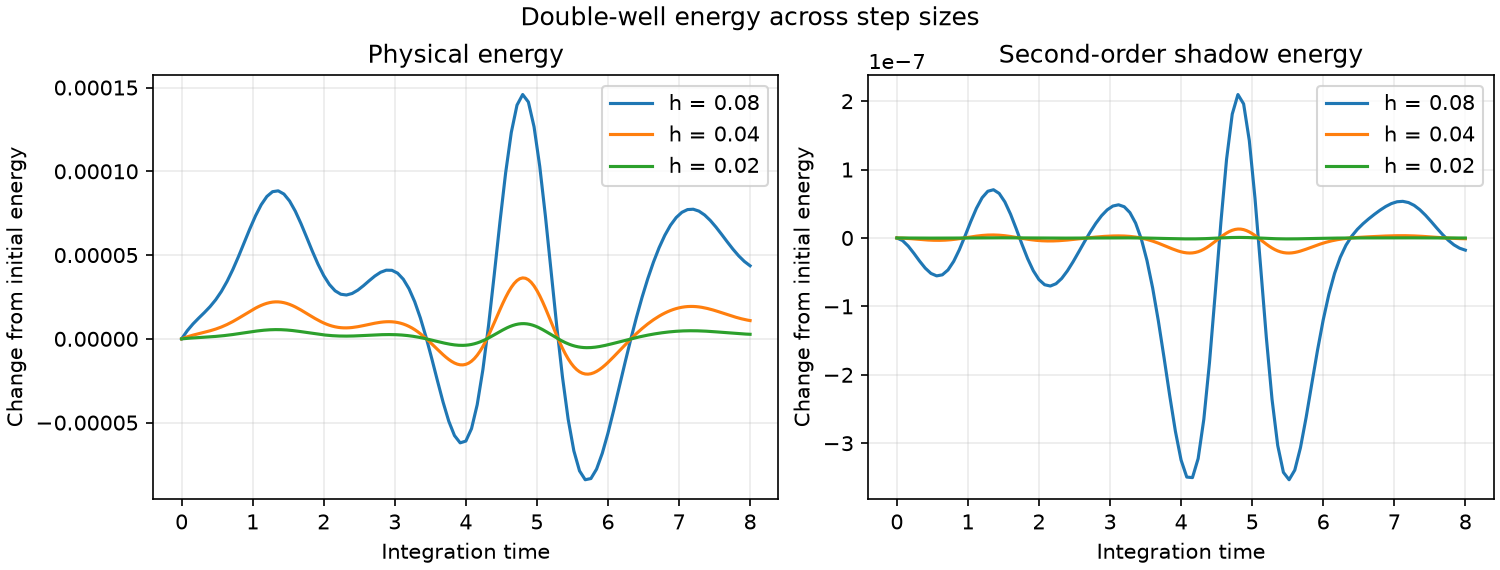 Double-well energy across step sizes
Physical energy
0.00015
0.00010
0.00005
0.00000
−0.00005
Change from initial energy
h = 0.08
h = 0.04
h = 0.02
0 1 2 3 4 5 6 7 8
Integration time
Second-order shadow energy
1e−7
2
1
0
−1
−2
−3
Change from initial energy
h = 0.08
h = 0.04
h = 0.02
0 1 2 3 4 5 6 7 8
Integration time